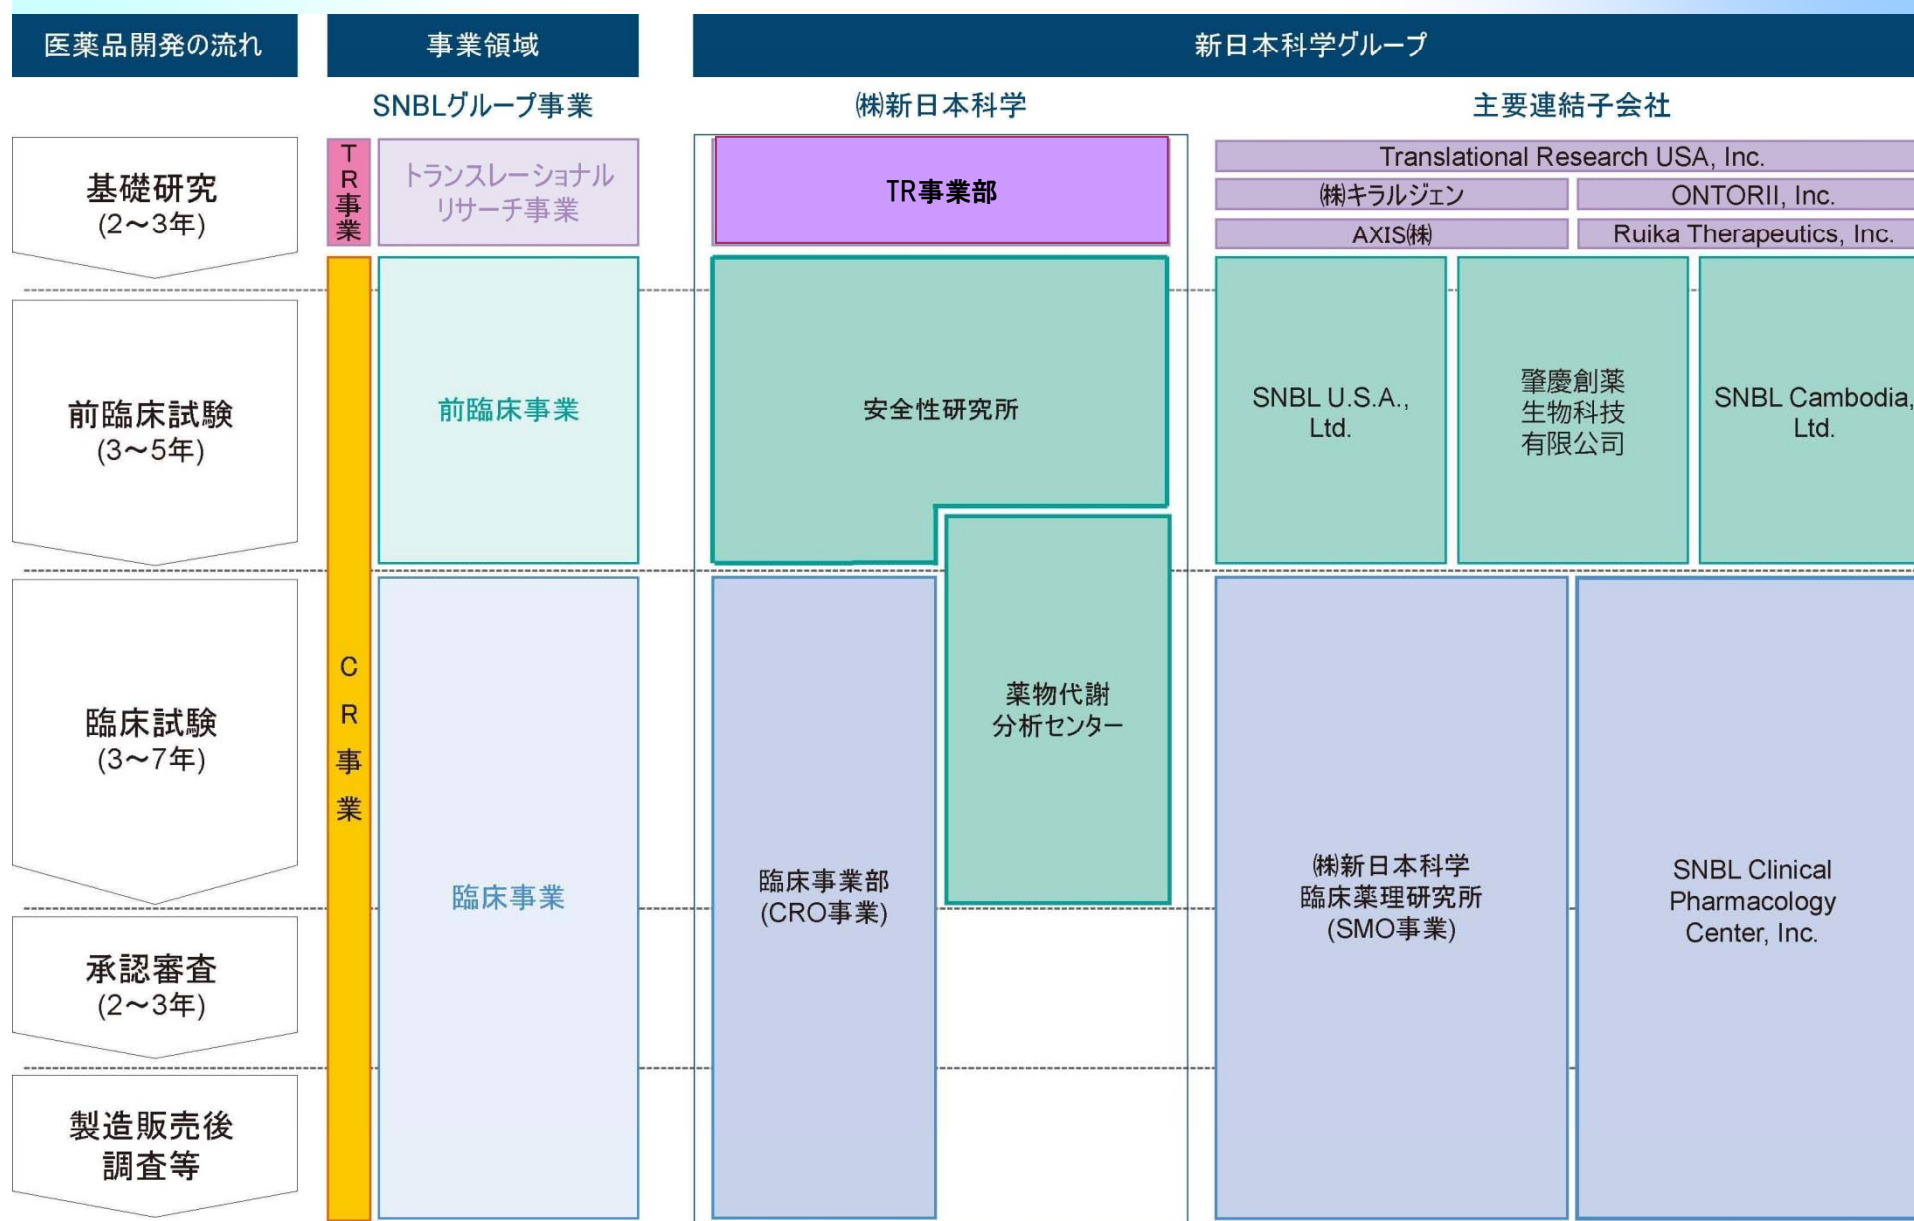 医薬品開発の流れ
事業領域
新日本科学グループ
SNBLグループ事業
㈱新日本科学
主要連結子会社
基礎研究
(2～3年)
前臨床試験
(3～5年)
臨床試験
(3～7年)
承認審査
(2～3年)
製造販売後
調査等
TR事業
CR事業
トランスレーショナル
リサーチ事業
前臨床事業
臨床事業
TR事業部
安全性研究所
薬物代謝
分析センター
臨床事業部
(CRO事業)
Translational Research USA, Inc.
㈱キラルジェン
ONTORII, Inc.
AXIS㈱
Ruika Therapeutics, Inc.
SNBL U.S.A.,
Ltd.
肇慶創薬
生物科技
有限公司
SNBL Cambodia,
Ltd.
㈱新日本科学
臨床薬理研究所
(SMO事業)
SNBL Clinical
Pharmacology
Center, Inc.